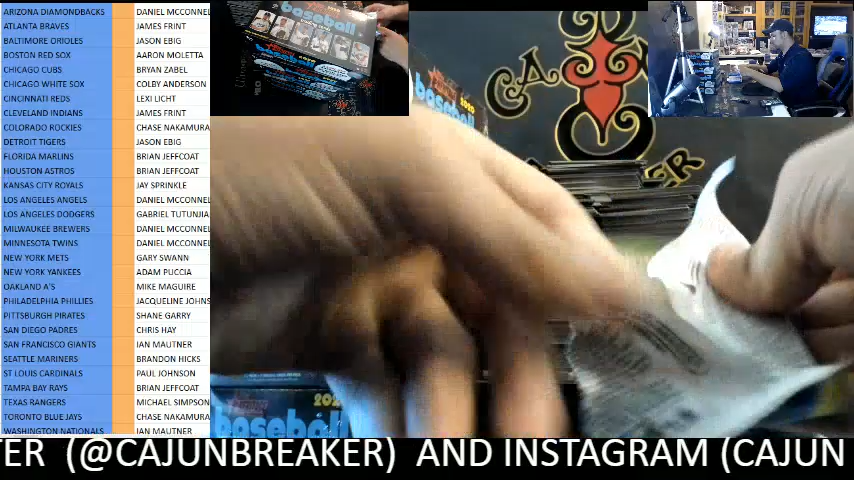 ARIZONA DIAMONDBACKS DANIEL MCCONNEL
ATLANTA BRAVES JAMES FRINT
BALTIMORE ORIOLES JASON EBIG
BOSTON RED SOX AARON MOLETTA
CHICAGO CUBS BRYAN ZABEL
CHICAGO WHITE SOX COLBY ANDERSON
CINCINNATI REDS LEXI LICHT
CLEVELAND INDIANS JAMES FRINT
COLORADO ROCKIES CHASE NAKAMURA
DETROIT TIGERS JASON EBIG
FLORIDA MARLINS BRIAN JEFFCOAT
HOUSTON ASTROS BRIAN JEFFCOAT
KANSAS CITY ROYALS JAY SPRINKLE
LOS ANGELES ANGELS DANIEL MCCONNEL
LOS ANGELES DODGERS GABRIEL TUTUNJIA
MILWAUKEE BREWERS DANIEL MCCONNEL
MINNESOTA TWINS DANIEL MCCONNEL
NEW YORK METS GARY SWANN
NEW YORK YANKEES ADAM PUCCIA
OAKLAND A'S MIKE MAGUIRE
PHILADELPHIA PHILLIES JACQUELINE JOHNS
PITTSBURGH PIRATES SHANE GARRY
SAN DIEGO PADRES CHRIS HAY
SAN FRANCISCO GIANTS IAN MAUTNER
SEATTLE MARINERS BRANDON HICKS
ST LOUIS CARDINALS PAUL JOHNSON
TAMPA BAY RAYS BRIAN JEFFCOAT
TEXAS RANGERS MICHAEL SIMPSON
TORONTO BLUE JAYS CHASE NAKAMURA
WASHINGTON NATIONALS IAN MAUTNER
baseball
baseball
2020
baseball
CA
ER
baseball
TER (@CAJUNBREAKER) AND INSTAGRAM (CAJUN